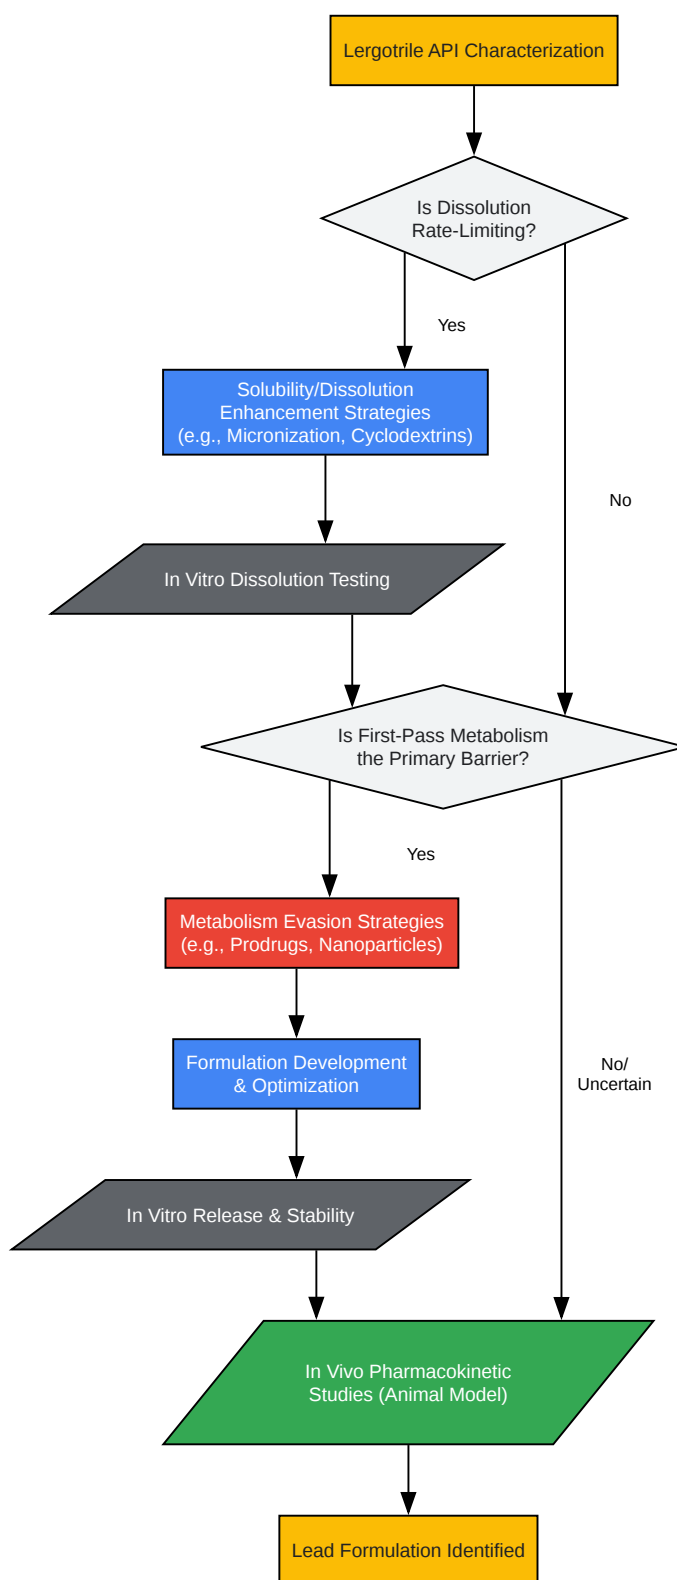 Lergotrile API Characterization
Is Dissolution
Rate-Limiting?
Yes
Solubility/Dissolution
Enhancement Strategies
(e.g., Micronization, Cyclodextrins)
No
In Vitro Dissolution Testing
Is First-Pass Metabolism
the Primary Barrier?
Yes
Metabolism Evasion Strategies
(e.g., Prodrugs, Nanoparticles)
Formulation Development
& Optimization
No/
Uncertain
In Vitro Release & Stability
In Vivo Pharmacokinetic
Studies (Animal Model)
Lead Formulation Identified